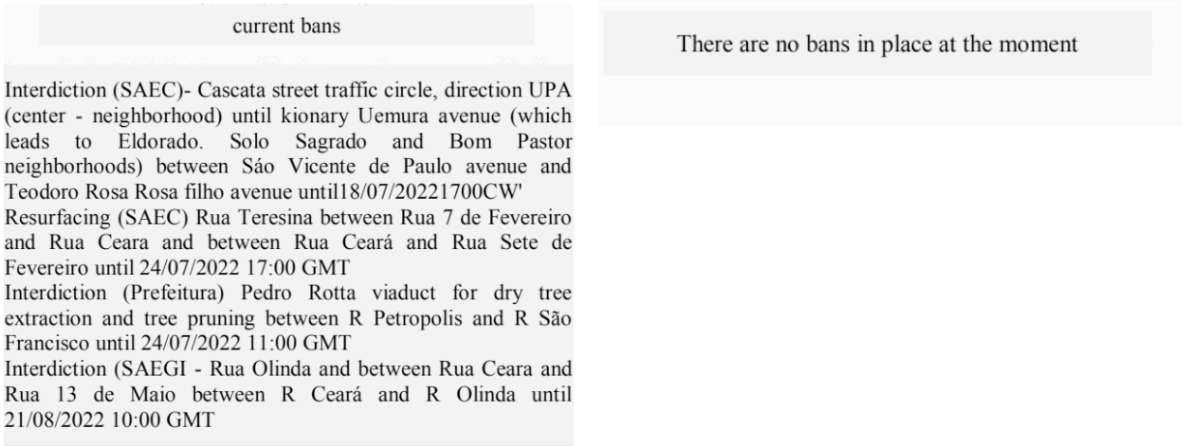 current bans
Interdiction (SAEC)- Cascata street traffic circle, direction UPA
(center - neighborhood) until kionary Uemura avenue (which
leads to Eldorado. Solo Sagrado and Bom Pastor
neighborhoods) between Sáo Vicente de Paulo avenue and
Teodoro Rosa Rosa filho avenue until18/07/20221700CW'
Resurfacing (SAEC) Rua Teresina between Rua 7 de Fevereiro
and Rua Ceara and between Rua Ceará and Rua Sete de
Fevereiro until 24/07/2022 17:00 GMT
Interdiction (Prefeitura) Pedro Rotta viaduct for dry tree
extraction and tree pruning between R Petropolis and R São
Francisco until 24/07/2022 11:00 GMT
Interdiction (SAEGI - Rua Olinda and between Rua Ceara and
Rua 13 de Maio between R Ceará and R Olinda until
21/08/2022 10:00 GMT
There are no bans in place at the moment